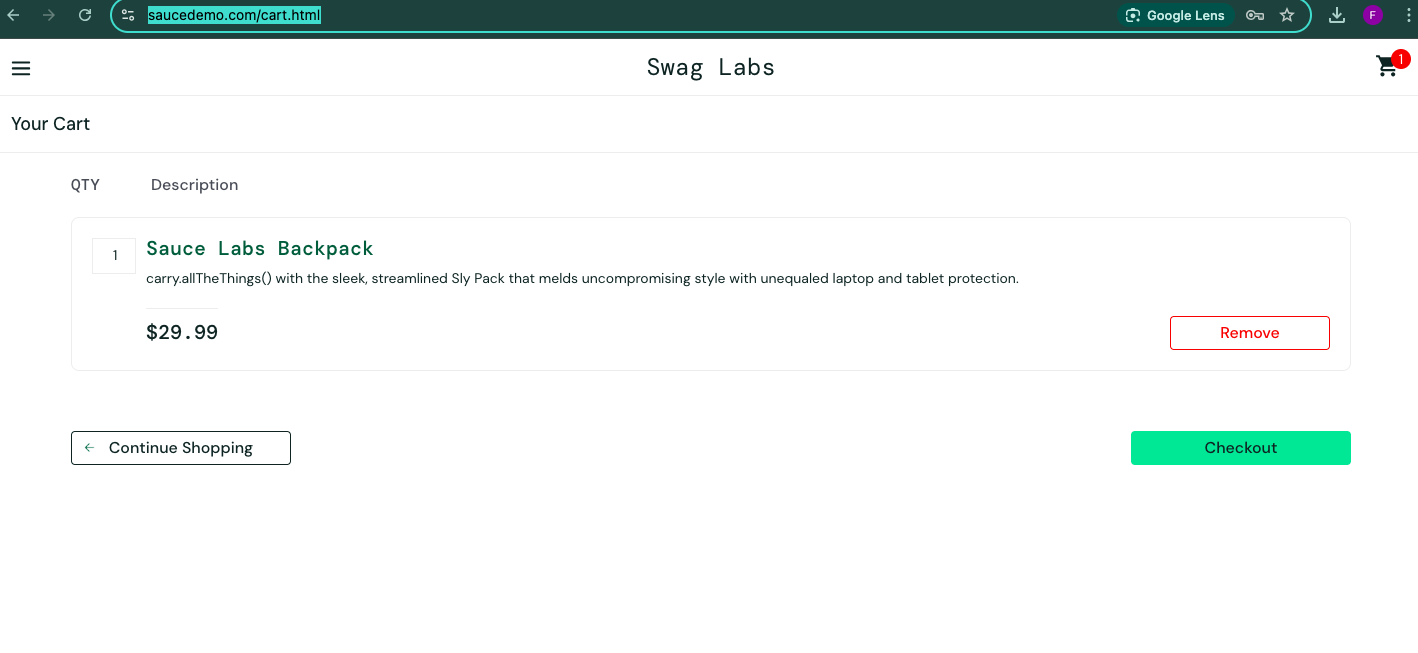 saucedemo.com/cart.html
Google Lens
F
Swag Labs
1
Your Cart
QTY Description
1
Sauce Labs Backpack
carry.allTheThings() with the sleek, streamlined Sly Pack that melds uncompromising style with unequaled laptop and tablet protection.
$29.99
Remove
Continue Shopping
Checkout